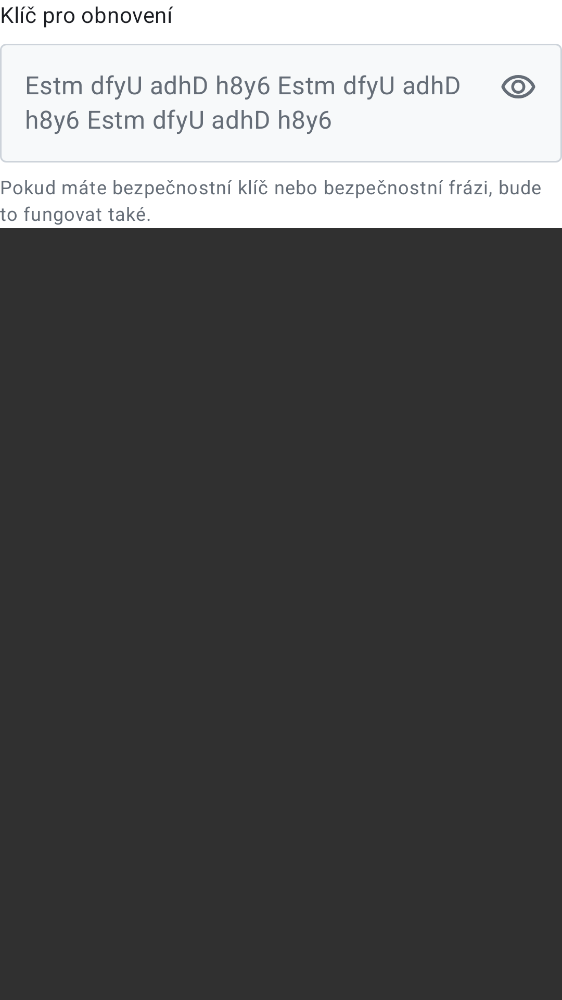 Klíč pro obnovení
Estm dfyU adhD h8y6 Estm dfyU adhD
h8y6 Estm dfyU adhD h8y6
Pokud máte bezpečnostní klíč nebo bezpečnostní frázi, bude
to fungovat také.